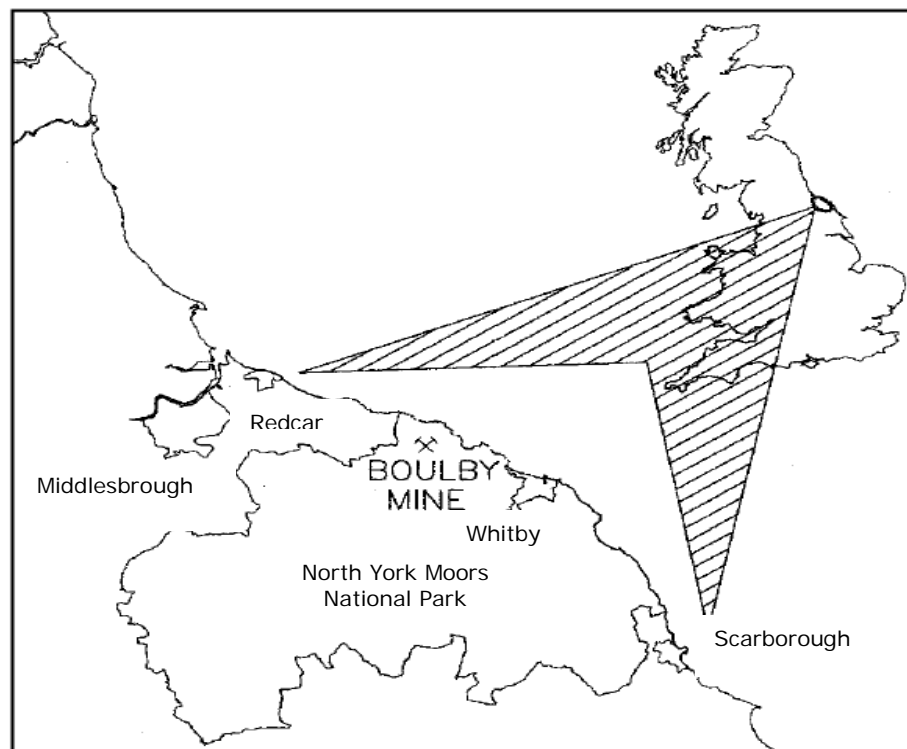 Redcar
BOULBY
MINE
Middlesbrough
Whitby
North York Moors
National Park
Scarborough